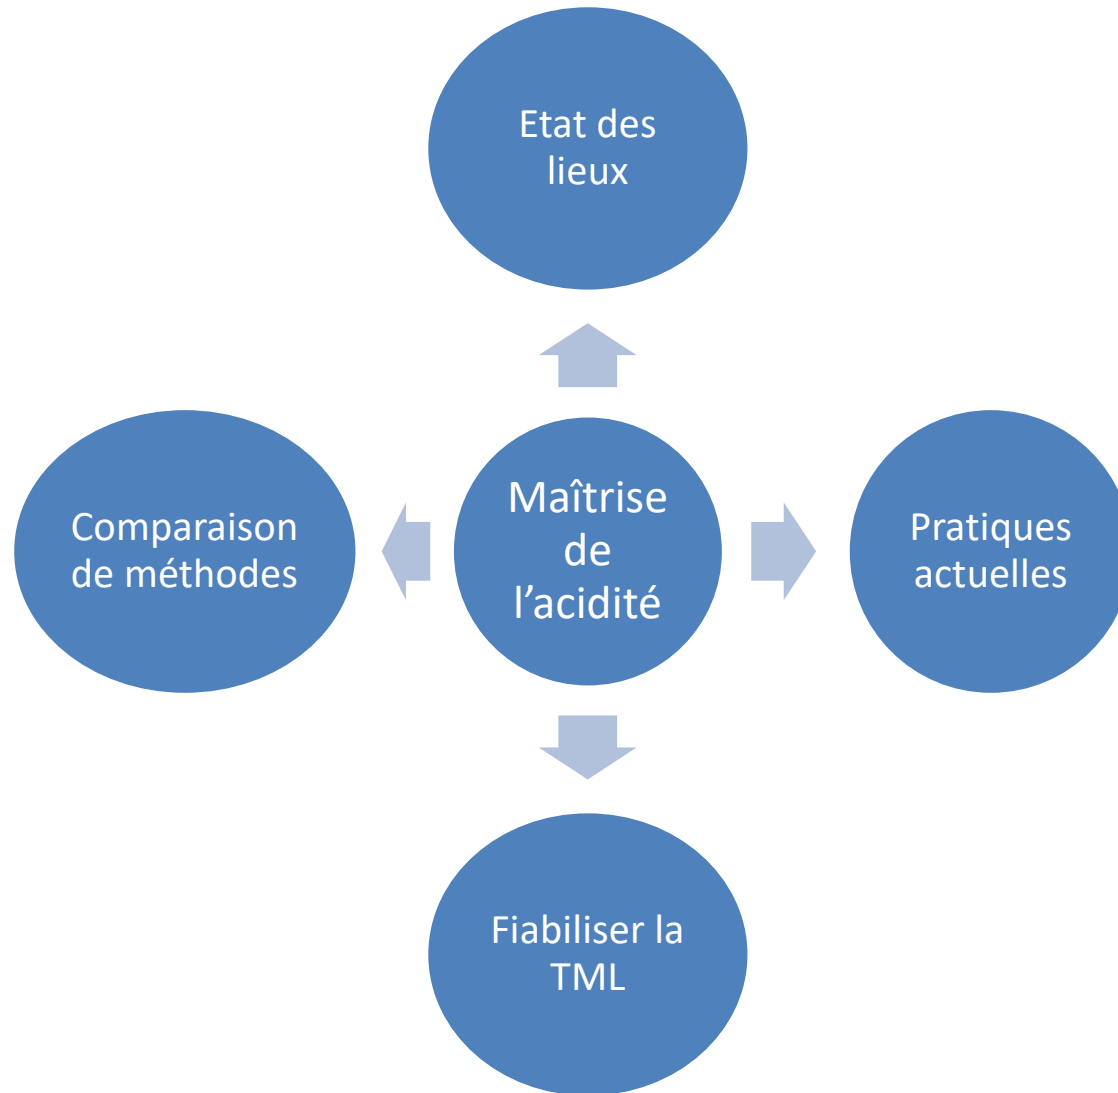 Etat des
lieux
Comparaison
de méthodes
Maîtrise
de
l’acidité
Pratiques
actuelles
Fiabiliser la
TML